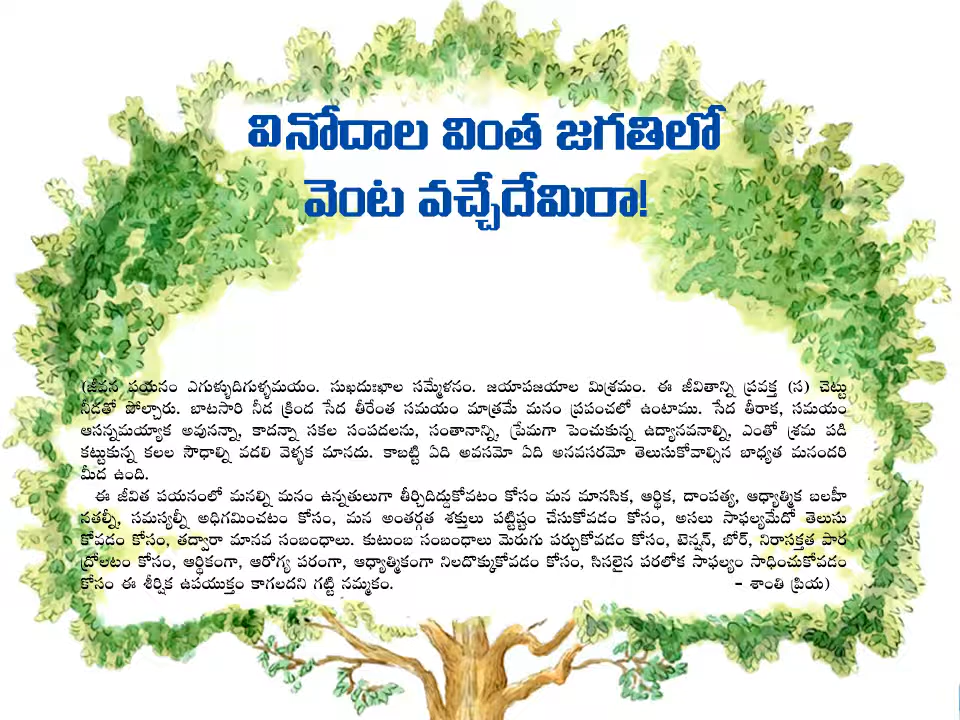 వినోదాల వింత జగతిలో
వెంట వచ్చేదేమిరా!
(జీవన పయనం ఎగుళ్ళుదిగుళ్ళమయం. సుఖదుఃఖాల సమ్మేళనం. జయాపజయాల మిశ్రమం. ఈ జీవితాన్ని ప్రవక్త (స) చెట్టు
నీడతో పోల్చారు. బాటసారి నీడ క్రింద సేద తీరేంత సమయం మాత్రమే మనం ప్రపంచలో ఉంటాము. సేద తీరాక, సమయం
ఆసన్నమయ్యాక అవునన్నా, కాదన్నా సకల సంపదలను, సంతానాన్ని, ప్రేమగా పెంచుకున్న ఉద్యానవనాల్ని, ఎంతో శ్రమ పడి
కట్టుకున్న కలల సౌధాల్ని వదలి వెళ్ళక మానదు. కాబట్టి ఏది అవసమో ఏది అనవసరమో తెలుసుకోవాల్సిన బాధ్యత మనందరి
మీద ఉంది.
ఈ జీవిత పయనంలో మనల్ని మనం ఉన్నతులుగా తీర్చిదిద్దుకోవటం కోసం మన మానసిక, ఆర్థిక, దాంపత్య, ఆధ్యాత్మిక బలహీ
నతల్నీ, సమస్యల్నీ అధిగమించటం కోసం, మన అంతర్గత శక్తులు పట్టిష్టం చేసుకోవడం కోసం, అసలు సాఫల్యమేదో తెలుసు
కోవడం కోసం, తద్వారా మానవ సంబంధాలు. కుటుంబ సంబంధాలు మెరుగు పర్చుకోవడం కోసం, టెన్షన్, బోర్, నిరాసక్తత పార
ద్రోలటం కోసం, ఆర్థికంగా, ఆరోగ్య పరంగా, ఆధ్యాత్మికంగా నిలదొక్కుకోవడం కోసం, సిసలైన పరలోక సాఫల్యం సాధించుకోవడం
కోసం ఈ శీర్షిక ఉపయుక్తం కాగలదని గట్టి నమ్మకం. - శాంతి ప్రియ)